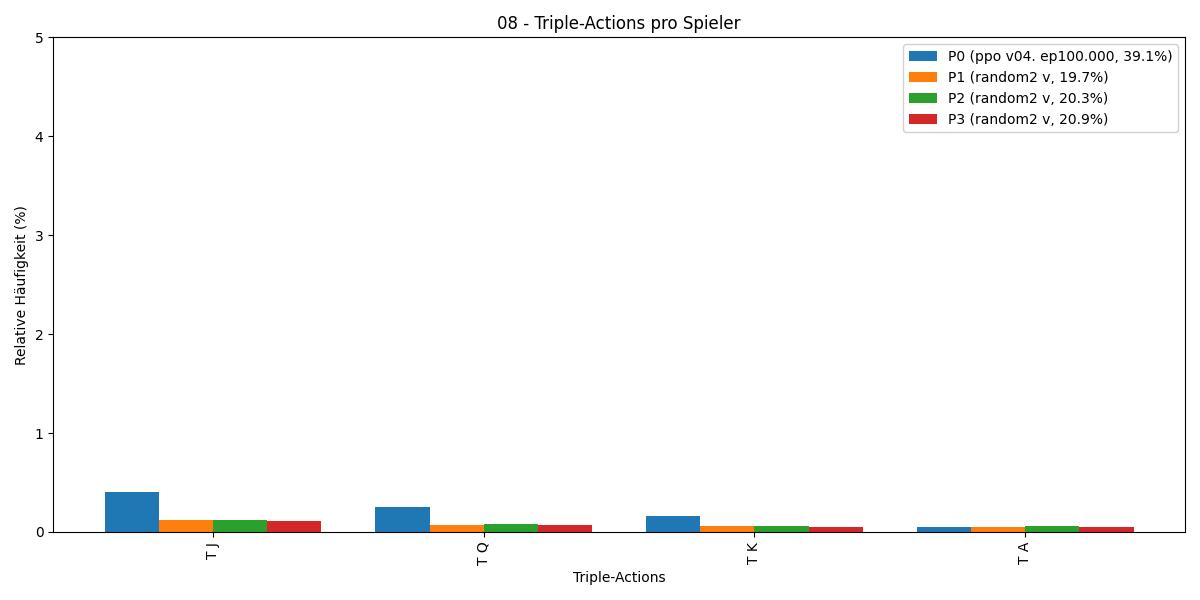 08 - Triple-Actions pro Spieler
P0 (ppo v04. ep100.000, 39.1%)
P1 (random2 v, 19.7%)
P2 (random2 v, 20.3%)
P3 (random2 v, 20.9%)
Relative Häufigkeit (%)
5
4
3
2
1
0
T J
T Q
T K
T A
Triple-Actions